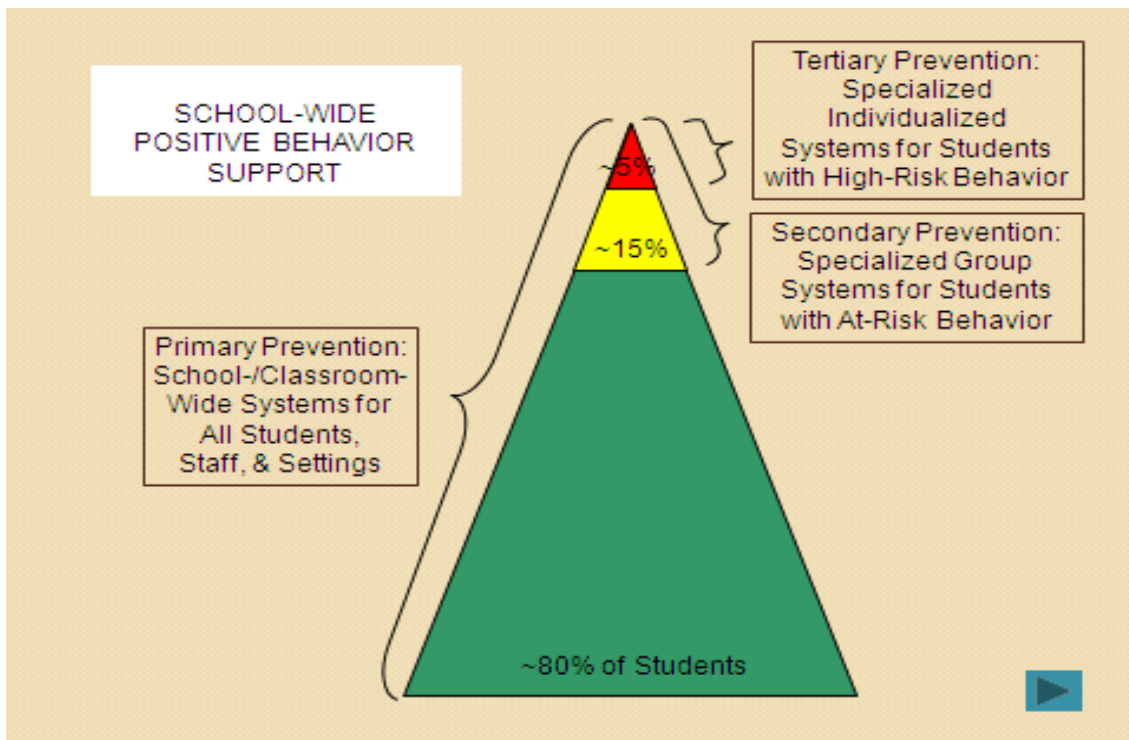 SCHOOL-WIDE
POSITIVE BEHAVIOR
SUPPORT
Tertiary Prevention:
Specialized
Individualized
Systems for Students
with High-Risk Behavior
~5%
Secondary Prevention:
Specialized Group
Systems for Students
with At-Risk Behavior
~15%
Primary Prevention:
School-/Classroom-
Wide Systems for
All Students,
Staff, & Settings
~80% of Students